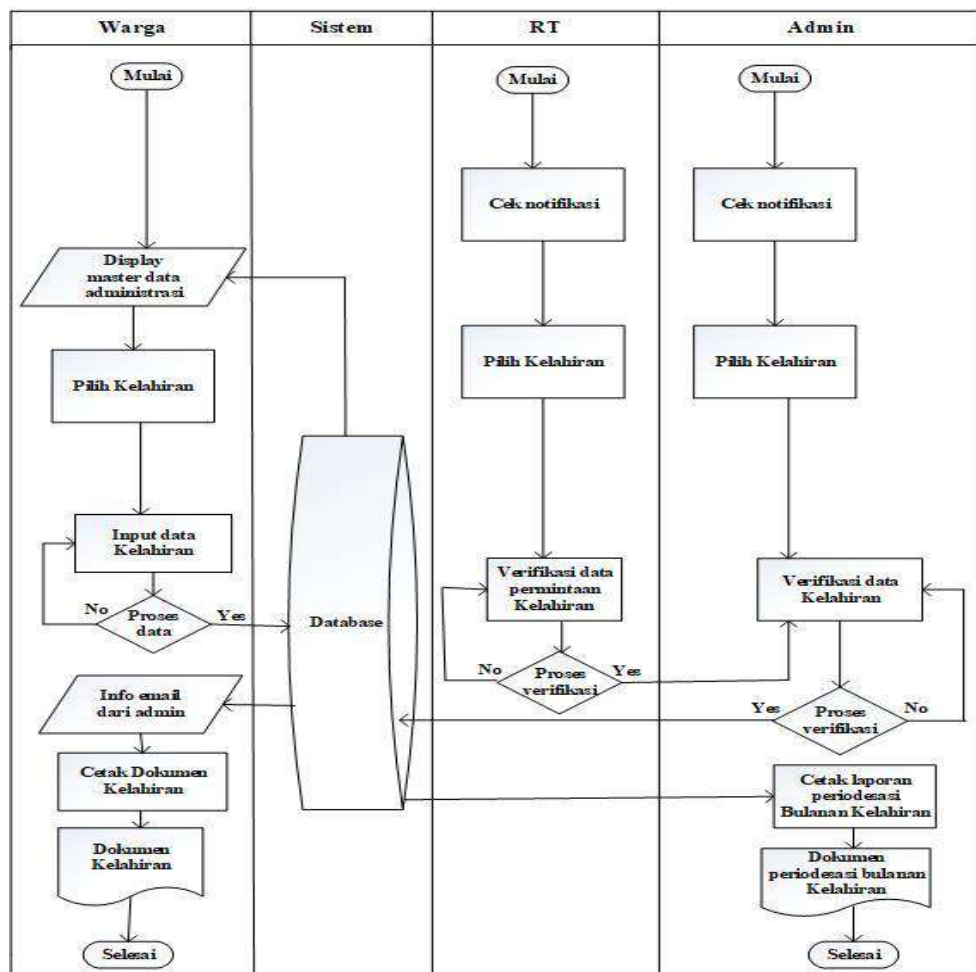 Warga
Sistem
RT
Admin
Mulai
Display
master data
administrasi
Pilih Kelahiran
Input data
Kelahiran
No
Proses
data
Yes
Info email
dari admin
Cetak Dokumen
Kelahiran
Dokumen
Kelahiran
Selesai
Database
Mulai
Cek notifikasi
Pilih Kelahiran
Verifikasi data
permintaan
Kelahiran
No
Proses
verifikasi
Yes
Mulai
Cek notifikasi
Pilih Kelahiran
Verifikasi data
Kelahiran
Yes
Proses
verifikasi
No
Cetak laporan
periodesasi
Bulanan Kelahiran
Dokumen
periodesasi bulanan
Kelahiran
Selesai